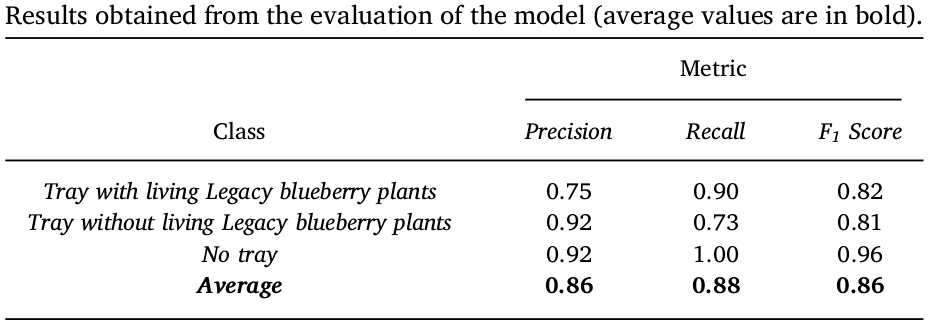 Results obtained from the evaluation of the model (average values are in bold).
Metric
Class Precision Recall F1 Score
Tray with living Legacy blueberry plants 0.75 0.90 0.82
Tray without living Legacy blueberry plants 0.92 0.73 0.81
No tray 0.92 1.00 0.96
Average 0.86 0.88 0.86